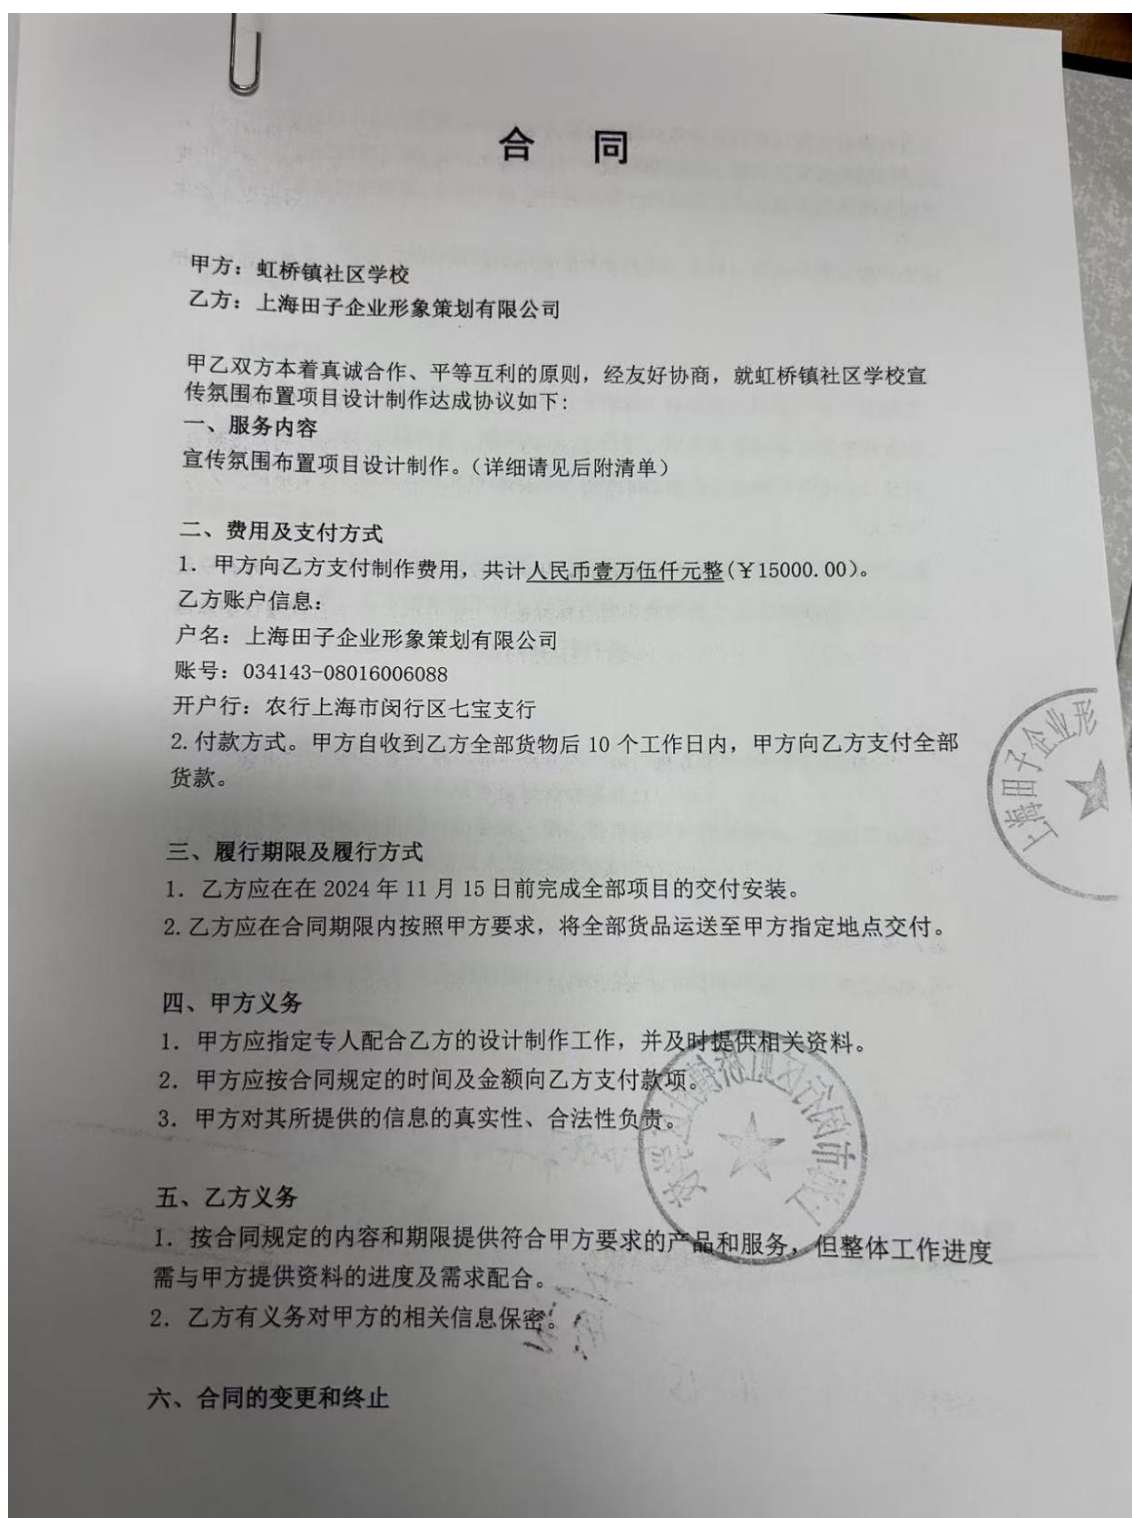 合 同
甲方：虹桥镇社区学校
乙方：上海田子企业形象策划有限公司
甲乙双方本着真诚合作、平等互利的原则，经友好协商，就虹桥镇社区学校宣
传氛围布置项目设计制作达成协议如下：
一、服务内容
宣传氛围布置项目设计制作。（详细请见后附清单）
二、费用及支付方式
1. 甲方向乙方支付制作费用，共计人民币壹万伍仟元整(￥15000.00)。
乙方账户信息：
户名：上海田子企业形象策划有限公司
账号：034143-08016006088
开户行：农行上海市闵行区七宝支行
2.付款方式。甲方自收到乙方全部货物后 10 个工作日内，甲方向乙方支付全部
货款。
上海田子企业形
三、履行期限及履行方式
1. 乙方应在在 2024 年 11 月 15 日前完成全部项目的交付安装。
2.乙方应在合同期限内按照甲方要求，将全部货品运送至甲方指定地点交付。
四、甲方义务
1. 甲方应指定专人配合乙方的设计制作工作，并及时提供相关资料。
2. 甲方应按合同规定的时间及金额向乙方支付款项。
3. 甲方对其所提供的信息的真实性、合法性负责。
上海市闵行区虹桥镇社区学校
五、乙方义务
1. 按合同规定的内容和期限提供符合甲方要求的产品和服务，但整体工作进度
需与甲方提供资料的进度及需求配合。
2. 乙方有义务对甲方的相关信息保密。
六、合同的变更和终止